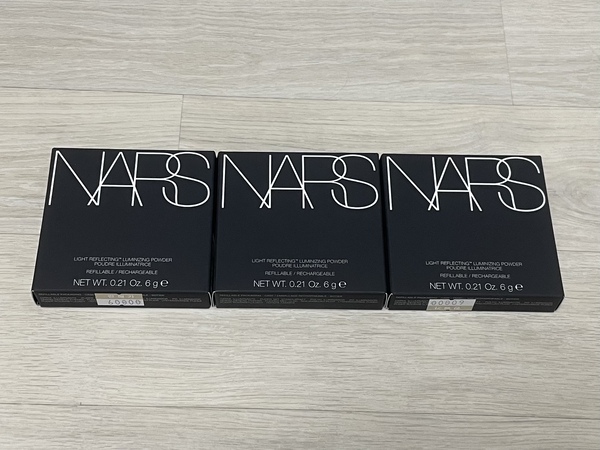 NARS
LIGHT REFLECTING™ LUMINIZING POWDER
POUDRE ILLUMINATRICE
REFILLABLE / RECHARGEABLE
NET WT. 0.21 Oz. 6 g ℮
NARS
LIGHT REFLECTING™ LUMINIZING POWDER
POUDRE ILLUMINATRICE
REFILLABLE / RECHARGEABLE
NET WT. 0.21 Oz. 6 g ℮
NARS
LIGHT REFLECTING™ LUMINIZING POWDER
POUDRE ILLUMINATRICE
REFILLABLE / RECHARGEABLE
NET WT. 0.21 Oz. 6 g ℮